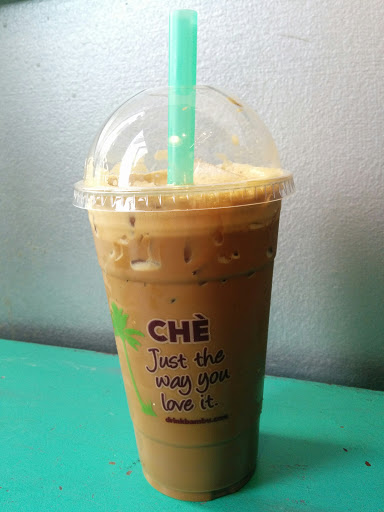 CHÈ
Just the
way you
love it.